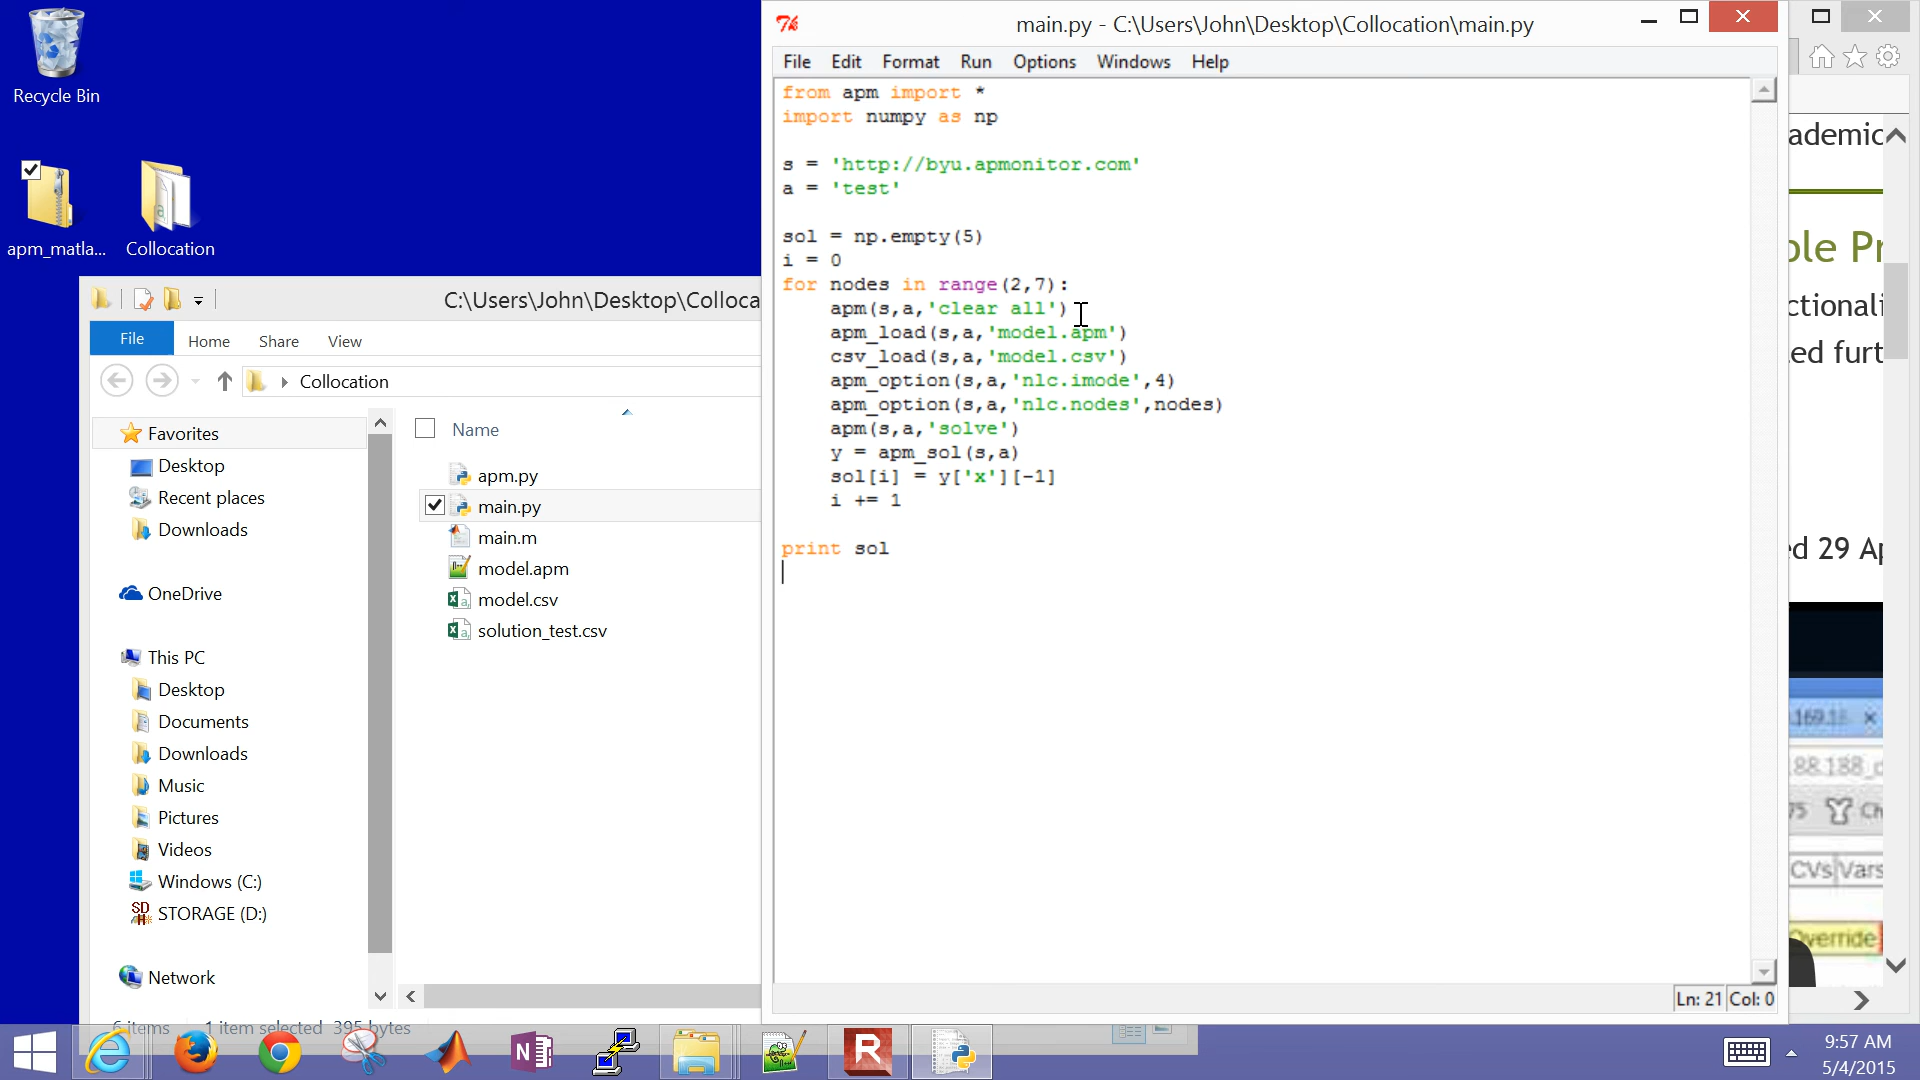 Recycle Bin
apm_matla...
Collocation
main.py - C:\Users\John\Desktop\Collocation\main.py
File Edit Format Run Options Windows Help
from apm import *
import numpy as np
s = 'http://byu.apmonitor.com'
a = 'test'
sol = np.empty(5)
i = 0
for nodes in range(2,7):
    apm(s,a,'clear all')
    apm_load(s,a,'model.apm')
    csv_load(s,a,'model.csv')
    apm_option(s,a,'nlc.imode',4)
    apm_option(s,a,'nlc.nodes',nodes)
    apm(s,a,'solve')
    y = apm_sol(s,a)
    sol[i] = y['x'][-1]
    i += 1
print sol
Ln: 21 Col: 0
C:\Users\John\Desktop\Colloca
File Home Share View
Collocation
Favorites
Desktop
Recent places
Downloads
OneDrive
This PC
Desktop
Documents
Downloads
Music
Pictures
Videos
Windows (C:)
STORAGE (D:)
Network
Name
apm.py
main.py
main.m
model.apm
model.csv
solution_test.csv
6 items 1 item selected 395 bytes
ademic
ple Pr
ctionali
ed furt
ed 29 Ap
CVs Vars
Override
9:57 AM
5/4/2015